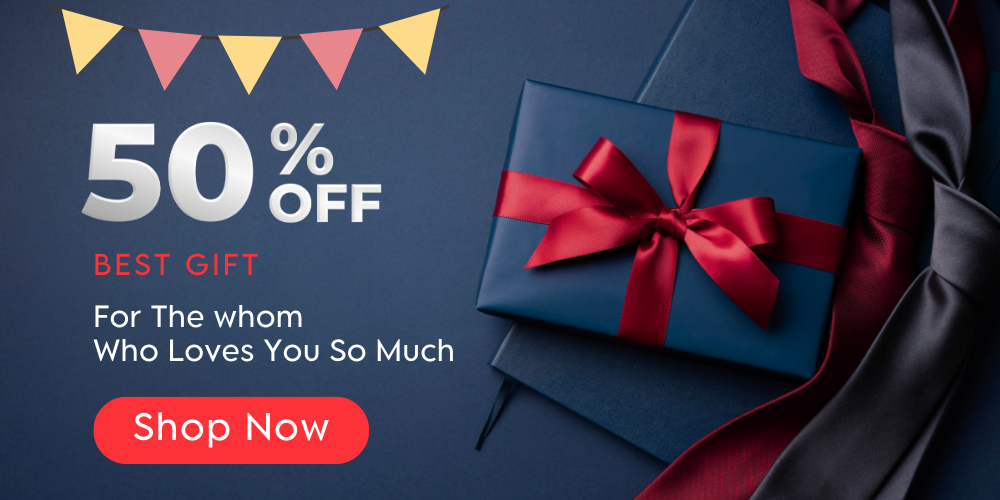 50%
OFF
BEST GIFT
For The whom
Who Loves You So Much
Shop Now